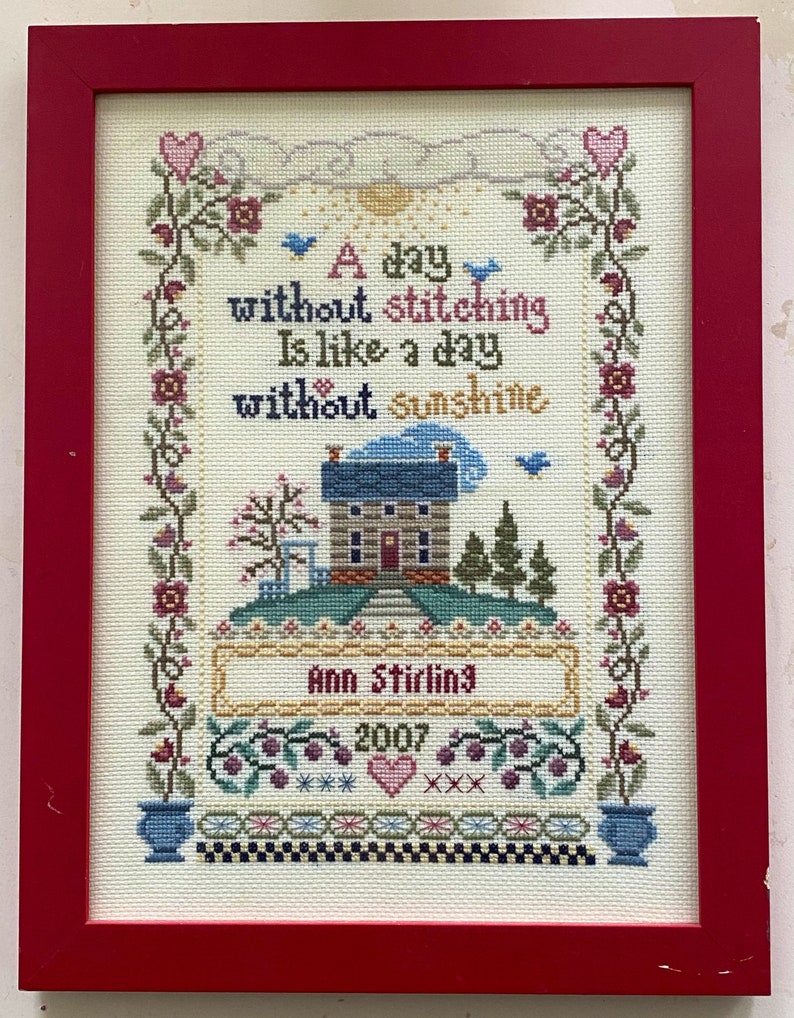 A day
without stitching
Is like a day
without sunshine
Ann Stirling
2007